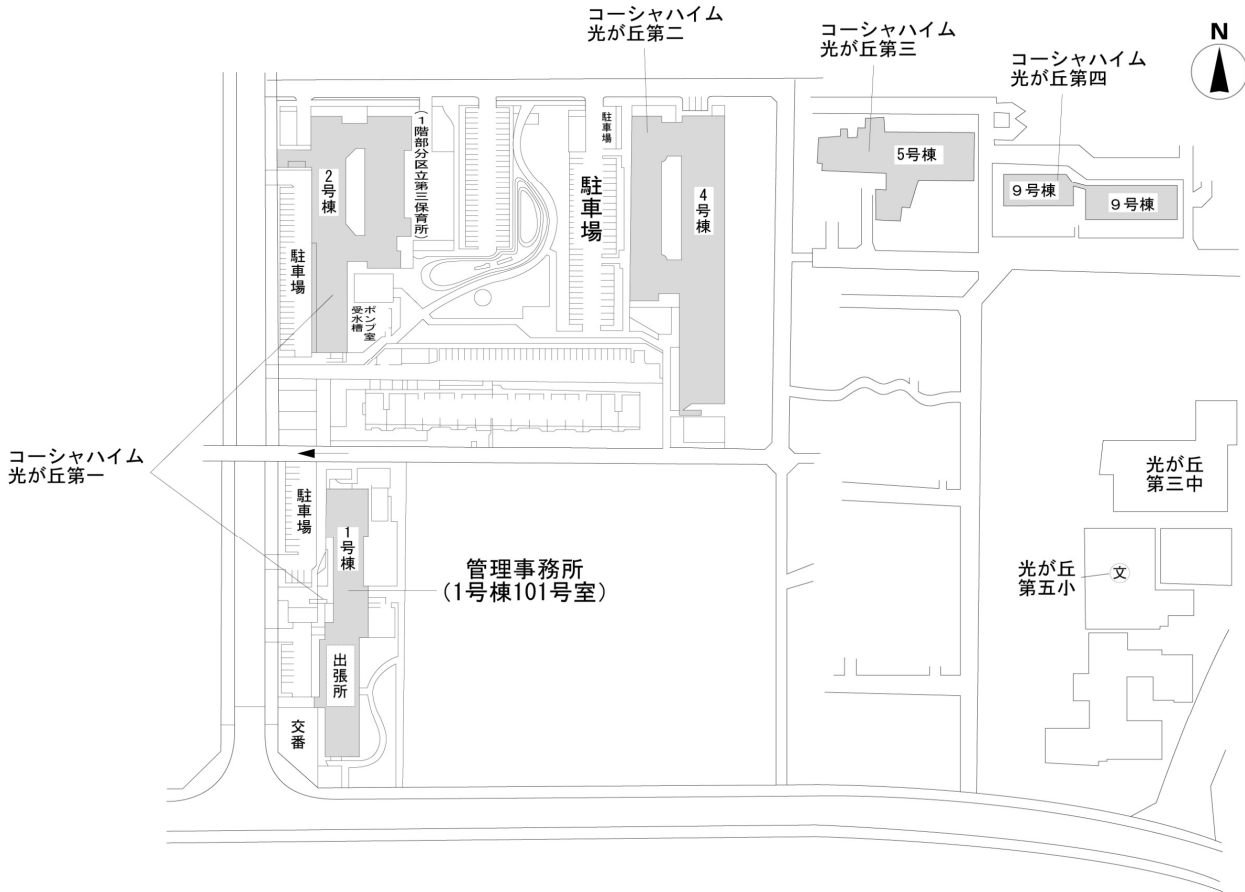 コーシャハイム
光が丘第二
コーシャハイム
光が丘第三
コーシャハイム
光が丘第四
N
2号棟
(1階部分区立第三保育所)
駐車場
駐車場
4号棟
5号棟
9号棟
9号棟
駐車場
ポンプ室
受水槽
コーシャハイム
光が丘第一
駐車場
1号棟
管理事務所
(1号棟101号室)
出張所
交番
光が丘
第三中
光が丘
第五小
文